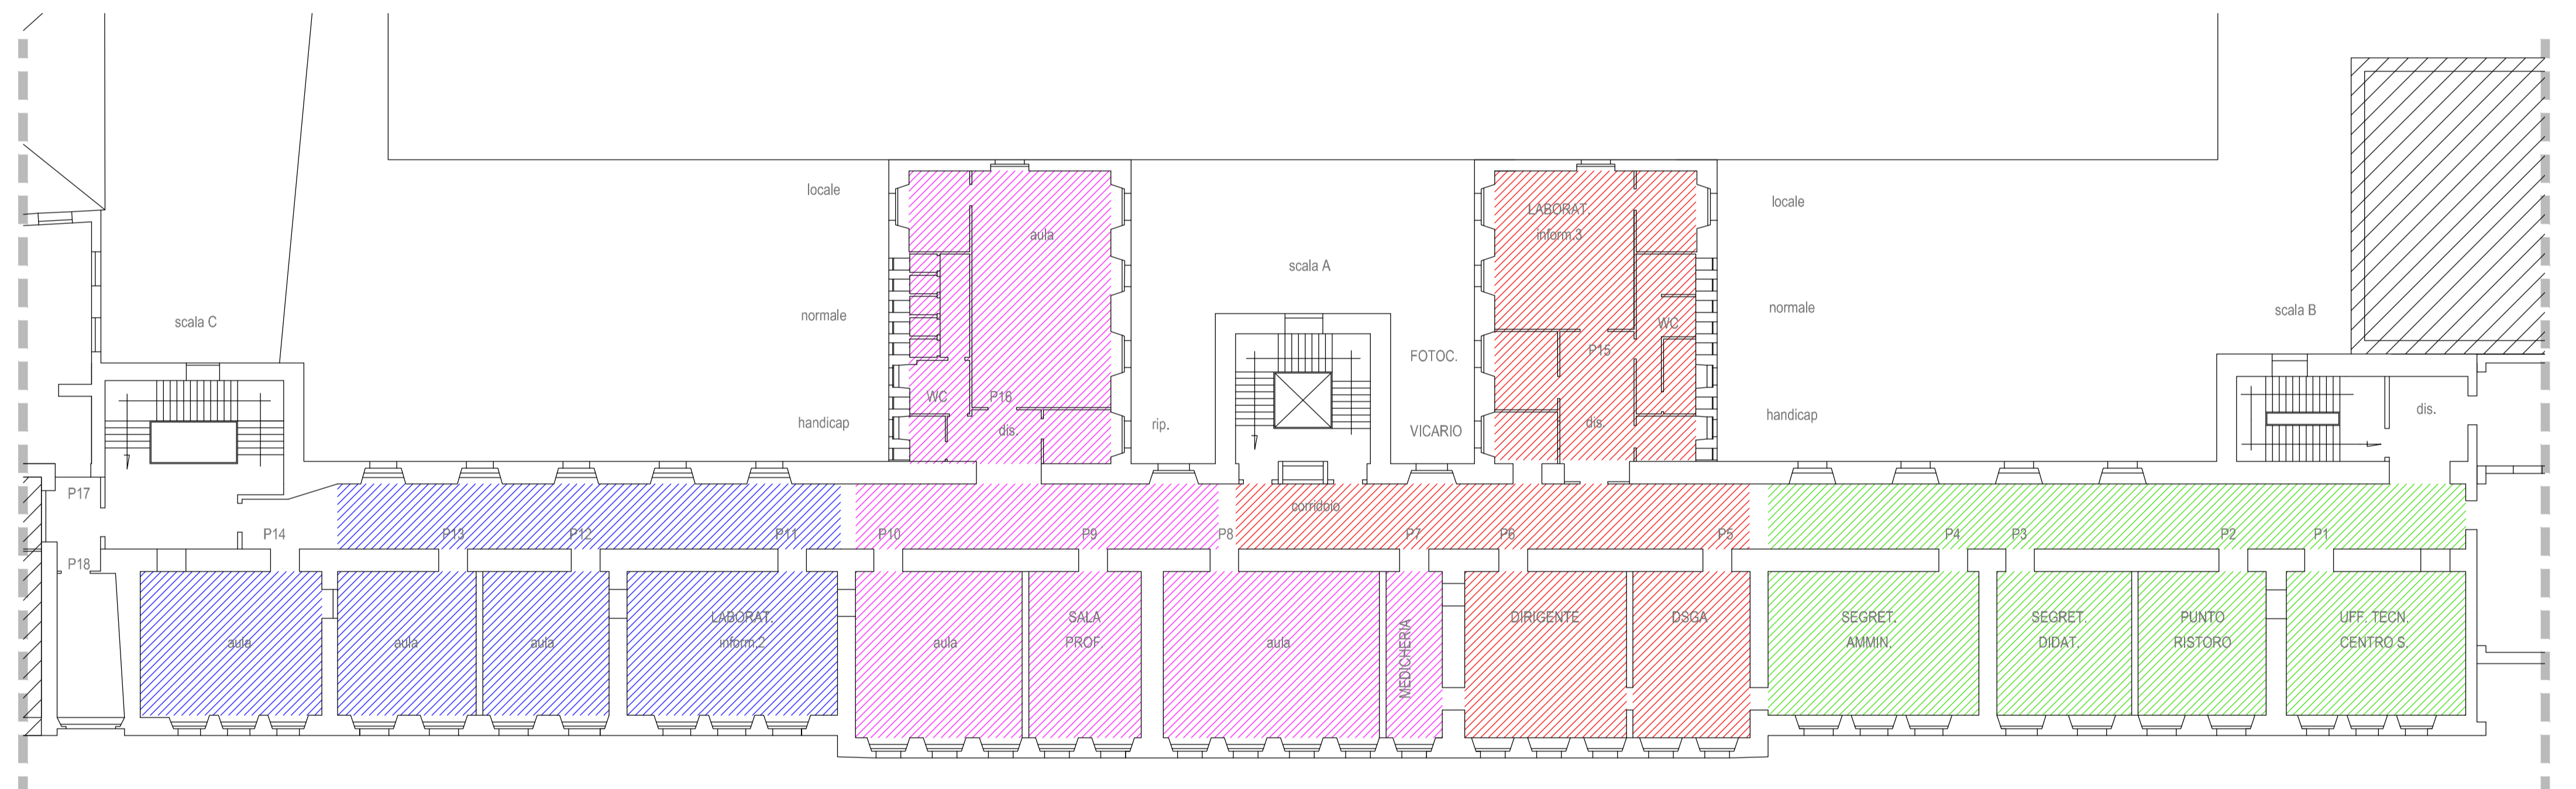 locale
aula
LABORAT.
inform.3
locale
scala A
scala C
normale
normale
scala B
WC
P15
FOTOC.
WC
P16
handicap
dis.
rip.
VICARIO
dis.
handicap
dis.
P17
corridoio
P14
P13
P12
P11
P10
P9
P8
P7
P6
P5
P4
P3
P2
P1
P18
aula
aula
aula
LABORAT.
inform.2
aula
SALA
PROF.
aula
MEDICHERIA
DIRIGENTE
DSGA
SEGRET.
AMMIN.
SEGRET.
DIDAT.
PUNTO
RISTORO
UFF. TECN.
CENTRO S.